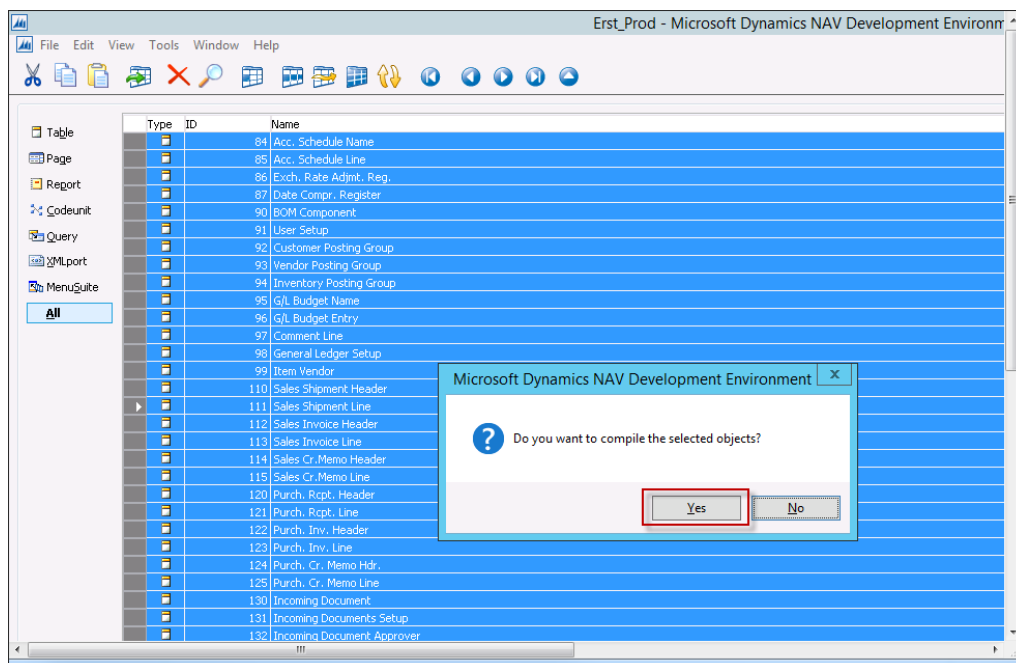 Erst_Prod - Microsoft Dynamics NAV Development Environm
File Edit View Tools Window Help
Type ID Name
Table
Page
Report
Codeunit
Query
XMLport
MenuSuite
All
84 Acc. Schedule Name
85 Acc. Schedule Line
86 Exch. Rate Adjmt. Reg.
87 Date Compr. Register
90 BOM Component
91 User Setup
92 Customer Posting Group
93 Vendor Posting Group
94 Inventory Posting Group
95 G/L Budget Name
96 G/L Budget Entry
97 Comment Line
98 General Ledger Setup
99 Item Vendor
110 Sales Shipment Header
111 Sales Shipment Line
112 Sales Invoice Header
113 Sales Invoice Line
114 Sales Cr.Memo Header
115 Sales Cr.Memo Line
120 Purch. Rcpt. Header
121 Purch. Rcpt. Line
122 Purch. Inv. Header
123 Purch. Inv. Line
124 Purch. Cr. Memo Hdr.
125 Purch. Cr. Memo Line
130 Incoming Document
131 Incoming Documents Setup
132 Incoming Document Approver
Microsoft Dynamics NAV Development Environment x
Do you want to compile the selected objects?
Yes No